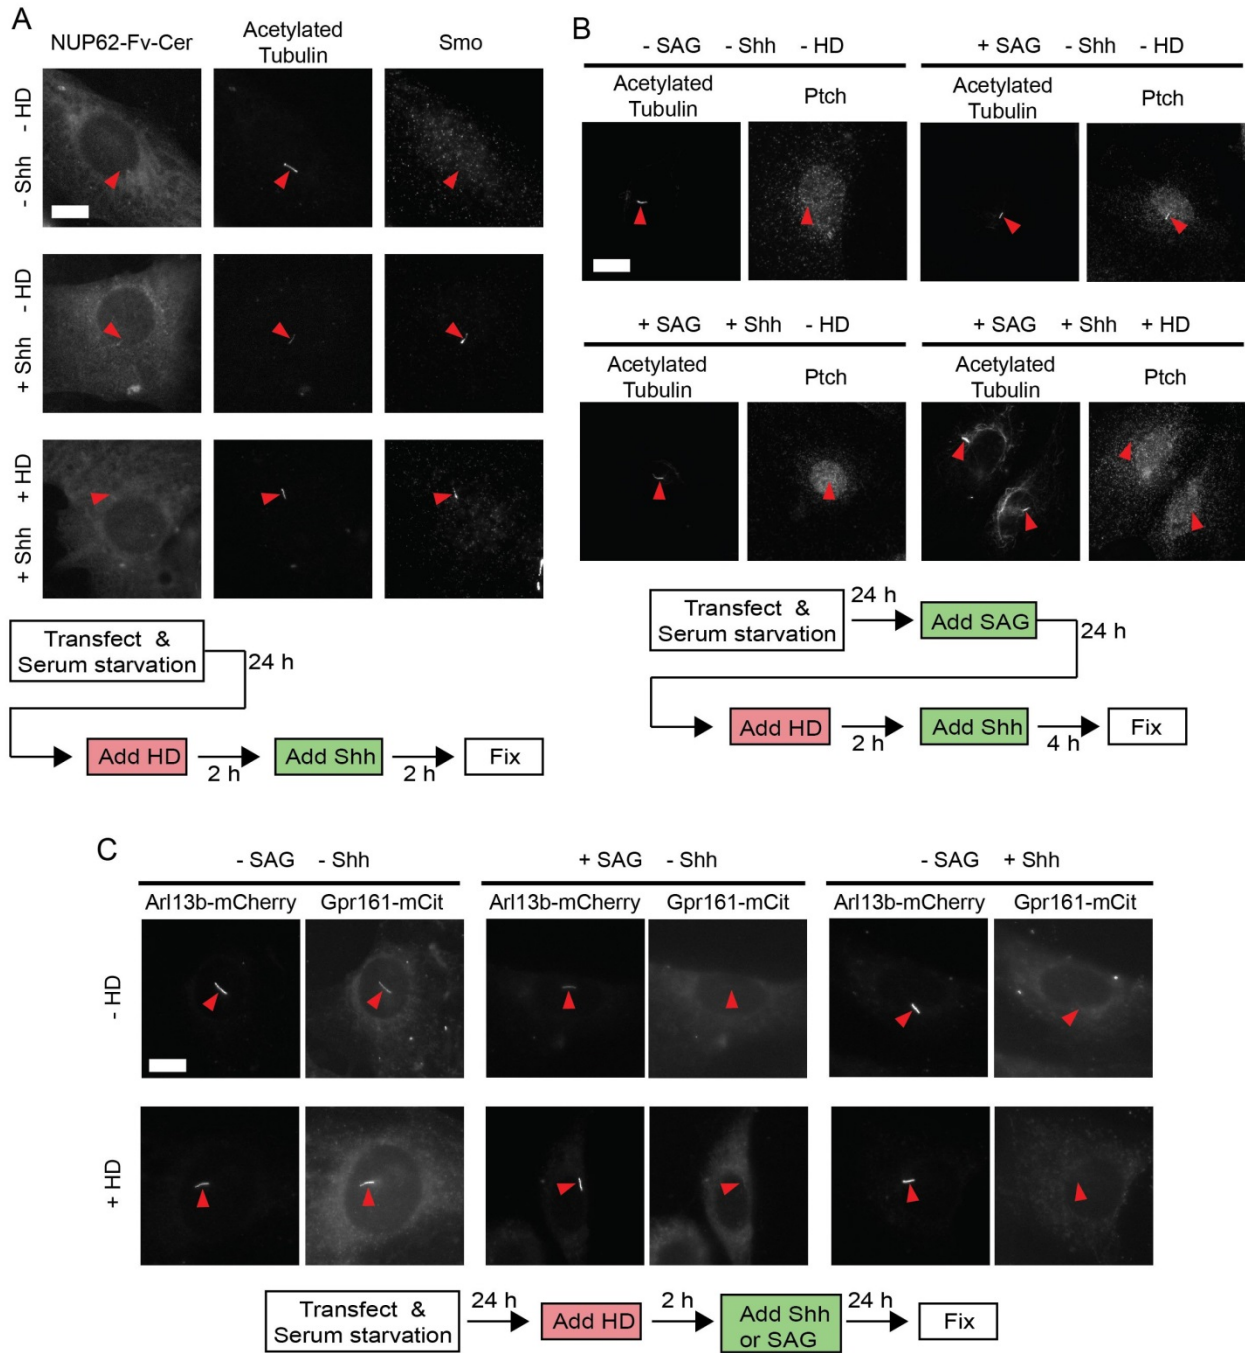 A
NUP62-Fv-Cer
Acetylated
Tubulin
Smo
- Shh - HD
+ Shh - HD
+ Shh + HD
Transfect &
Serum starvation
24 h
Add HD
2 h
Add Shh
2 h
Fix
B
- SAG - Shh - HD
+ SAG - Shh - HD
Acetylated
Tubulin
Ptch
Acetylated
Tubulin
Ptch
+ SAG + Shh - HD
+ SAG + Shh + HD
Acetylated
Tubulin
Ptch
Acetylated
Tubulin
Ptch
Transfect &
Serum starvation
24 h
Add SAG
24 h
Add HD
2 h
Add Shh
4 h
Fix
C
- SAG - Shh
+ SAG - Shh
- SAG + Shh
Arl13b-mCherry
Gpr161-mCit
Arl13b-mCherry
Gpr161-mCit
Arl13b-mCherry
Gpr161-mCit
- HD
+ HD
Transfect &
Serum starvation
24 h
Add HD
2 h
Add Shh
or SAG
24 h
Fix